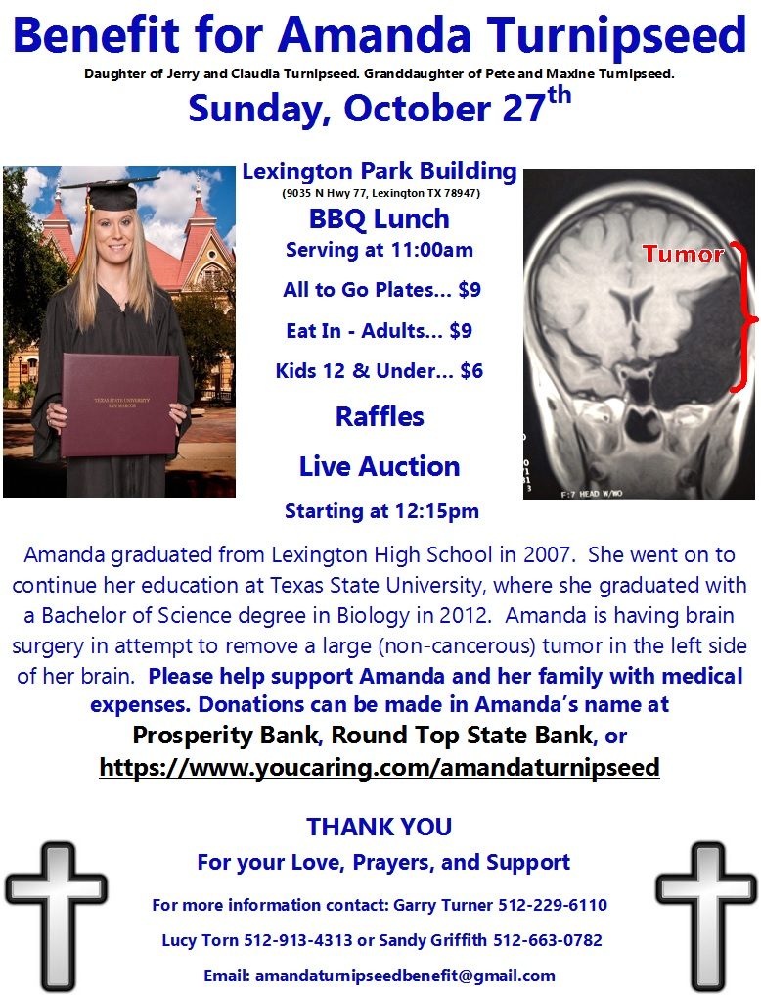 Benefit for Amanda Turnipseed
Daughter of Jerry and Claudia Turnipseed. Granddaughter of Pete and Maxine Turnipseed.
Sunday, October 27th
Lexington Park Building
(9035 N Hwy 77, Lexington TX 78947)
BBQ Lunch
Serving at 11:00am
All to Go Plates... $9
Eat In - Adults... $9
Kids 12 & Under... $6
Raffles
Live Auction
Starting at 12:15pm
TEXAS STATE UNIVERSITY
SAN MARCOS
Tumor
F:7 HEAD W/WO
Amanda graduated from Lexington High School in 2007.  She went on to
continue her education at Texas State University, where she graduated with
a Bachelor of Science degree in Biology in 2012.  Amanda is having brain
surgery in attempt to remove a large (non-cancerous) tumor in the left side
of her brain.  Please help support Amanda and her family with medical
expenses. Donations can be made in Amanda’s name at
Prosperity Bank, Round Top State Bank, or
https://www.youcaring.com/amandaturnipseed
THANK YOU
For your Love, Prayers, and Support
For more information contact: Garry Turner 512-229-6110
Lucy Torn 512-913-4313 or Sandy Griffith 512-663-0782
Email: amandaturnipseedbenefit@gmail.com